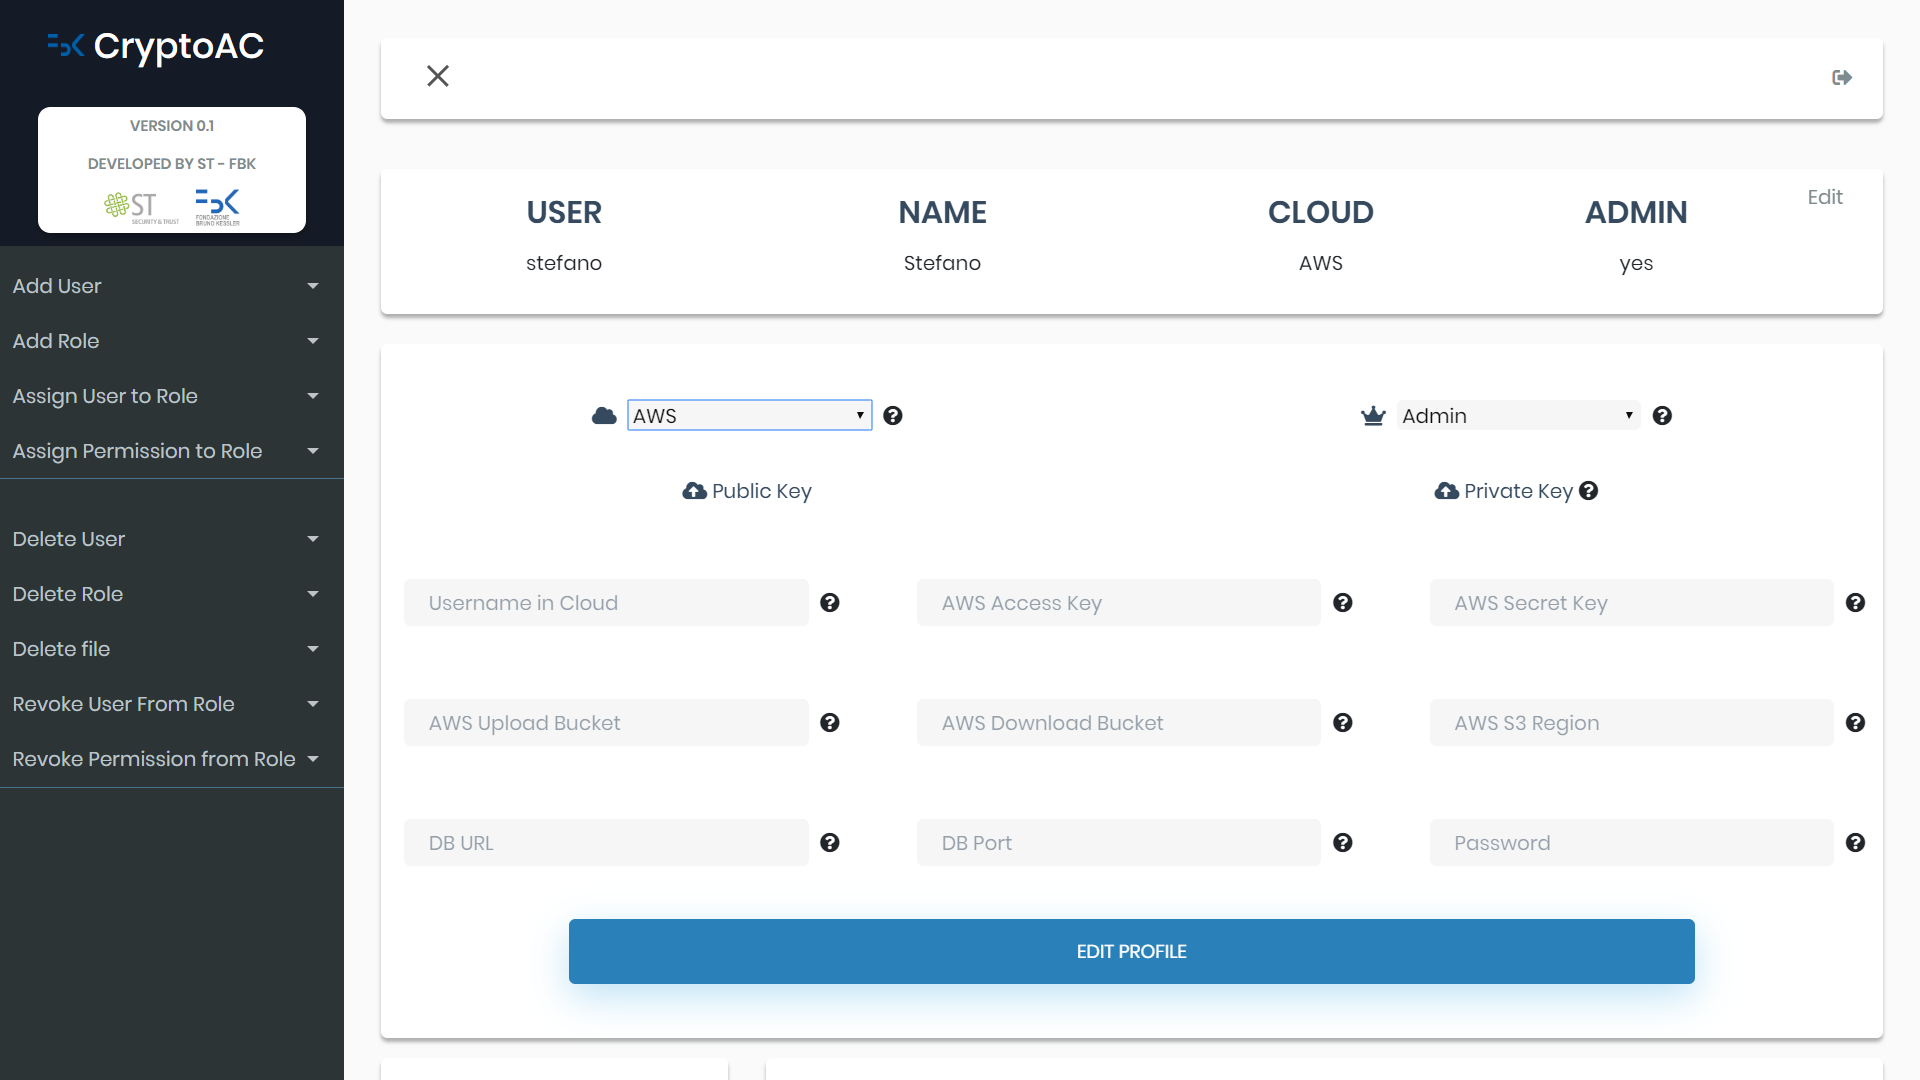 CryptoAC
VERSION 0.1
DEVELOPED BY ST - FBK
ST
SECURITY & TRUST
FONDAZIONE
BRUNO KESSLER
Add User
Add Role
Assign User to Role
Assign Permission to Role
Delete User
Delete Role
Delete file
Revoke User From Role
Revoke Permission from Role
Edit
USER NAME CLOUD ADMIN
stefano Stefano AWS yes
AWS Admin
Public Key Private Key
Username in Cloud AWS Access Key AWS Secret Key
AWS Upload Bucket AWS Download Bucket AWS S3 Region
DB URL DB Port Password
EDIT PROFILE